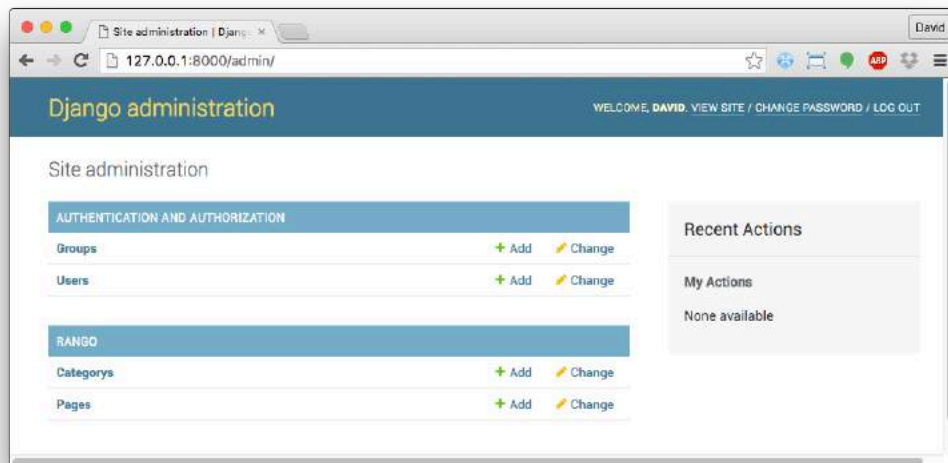 Site administration | Djang
David
127.0.0.1:8000/admin/
ABP
Django administration
WELCOME, DAVID. VIEW SITE / CHANGE PASSWORD / LOG OUT
Site administration
AUTHENTICATION AND AUTHORIZATION
Groups + Add Change
Users + Add Change
RANGO
Categorys + Add Change
Pages + Add Change
Recent Actions
My Actions
None available